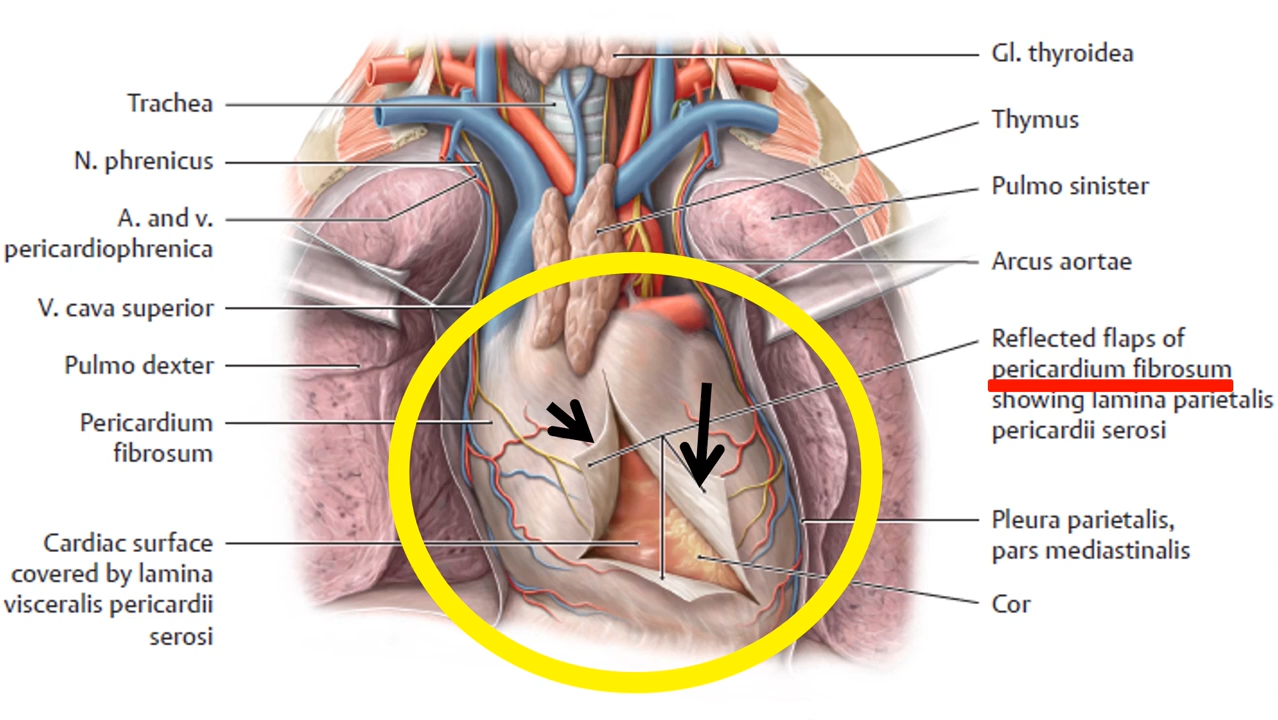 Trachea
N. phrenicus
A. and v.
pericardiophrenica
V. cava superior
Pulmo dexter
Pericardium
fibrosum
Cardiac surface
covered by lamina
visceralis pericardii
serosi
Gl. thyroidea
Thymus
Pulmo sinister
Arcus aortae
Reflected flaps of
pericardium fibrosum
showing lamina parietalis
pericardii serosi
Pleura parietalis,
pars mediastinalis
Cor